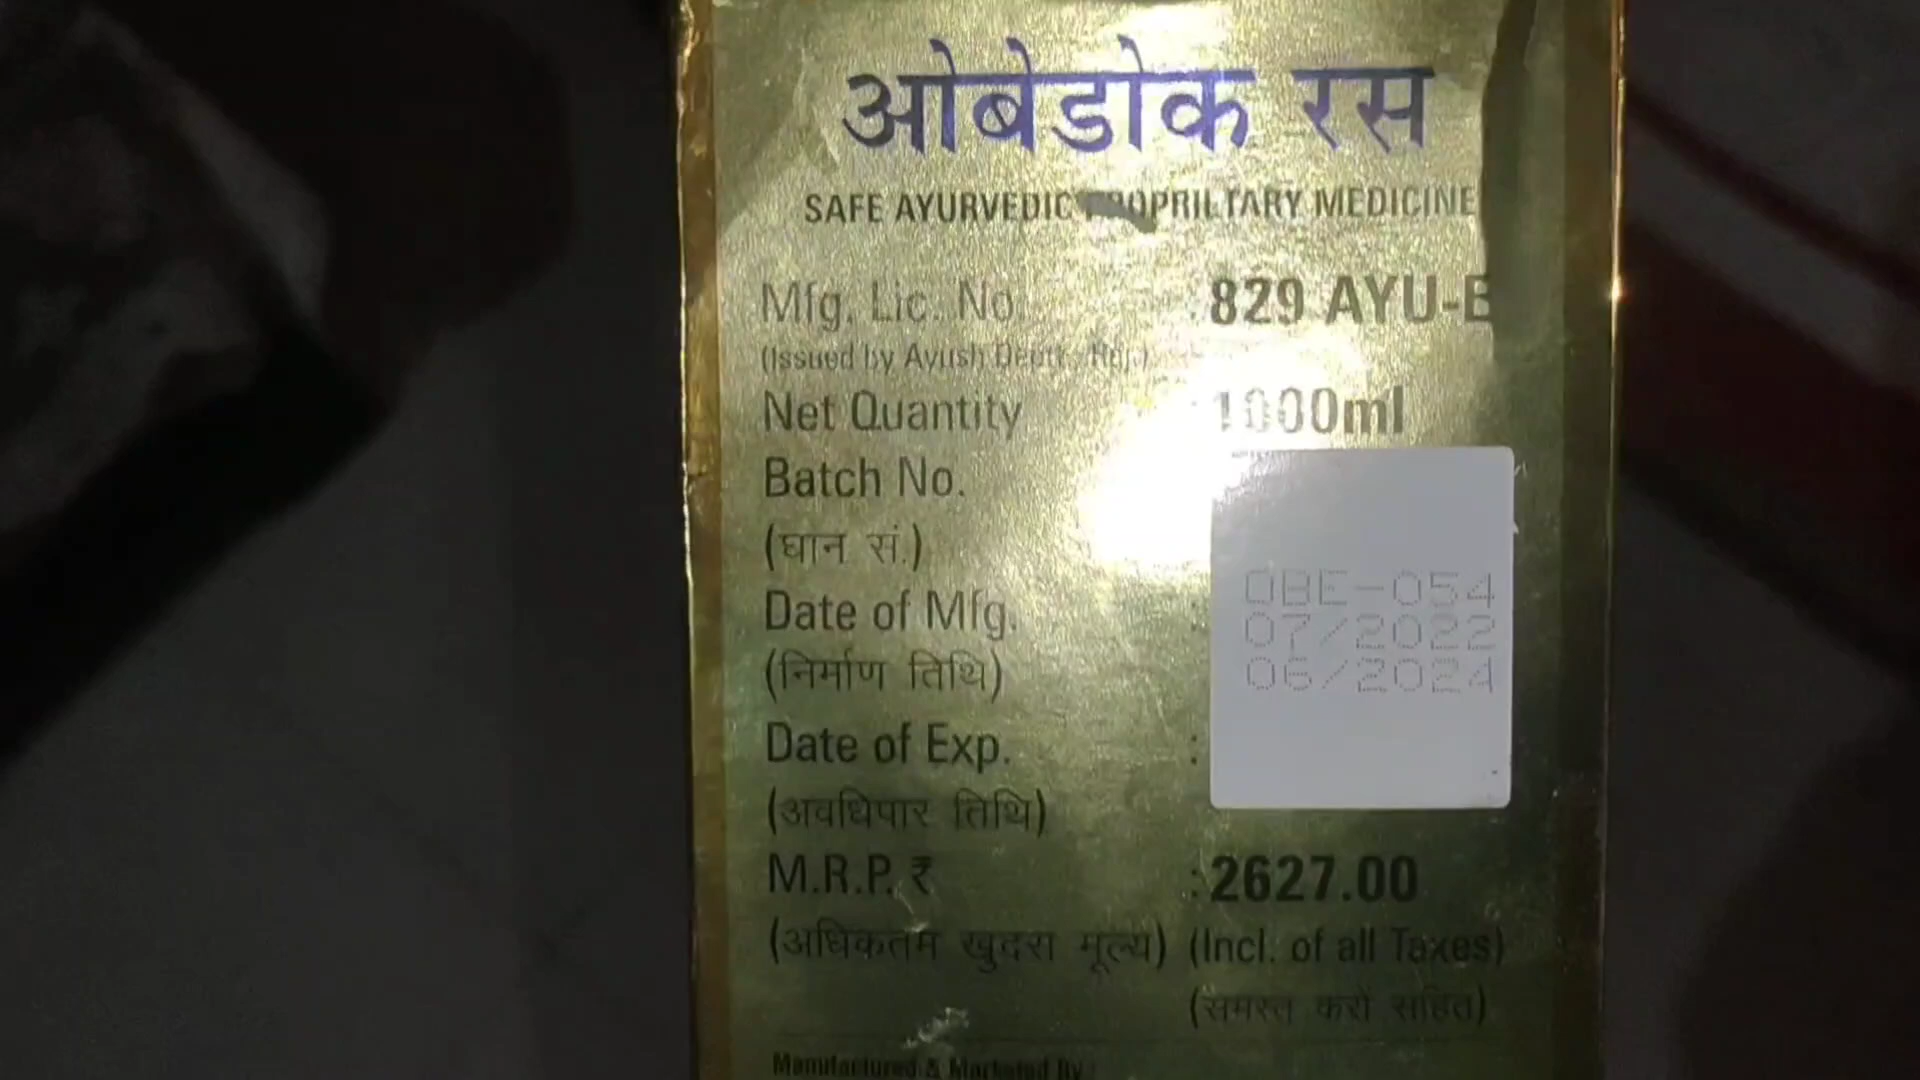 ओबेडोक रस
SAFE AYURVEDIC PROPRIETARY MEDICINE
Mfg. Lic. No. : 829 AYU-E
(Issued by Ayush Deptt., Raj.)
Net Quantity : 1000ml
Batch No.
(घान सं.)
OBE-054
Date of Mfg. : 07/2022
(निर्माण तिथि)
06/2024
Date of Exp. :
(अवधिपार तिथि)
M.R.P. ₹ : 2627.00
(अधिकतम खुदरा मूल्य) (Incl. of all Taxes)
(समस्त करों सहित)
Manufactured & Marketed By :